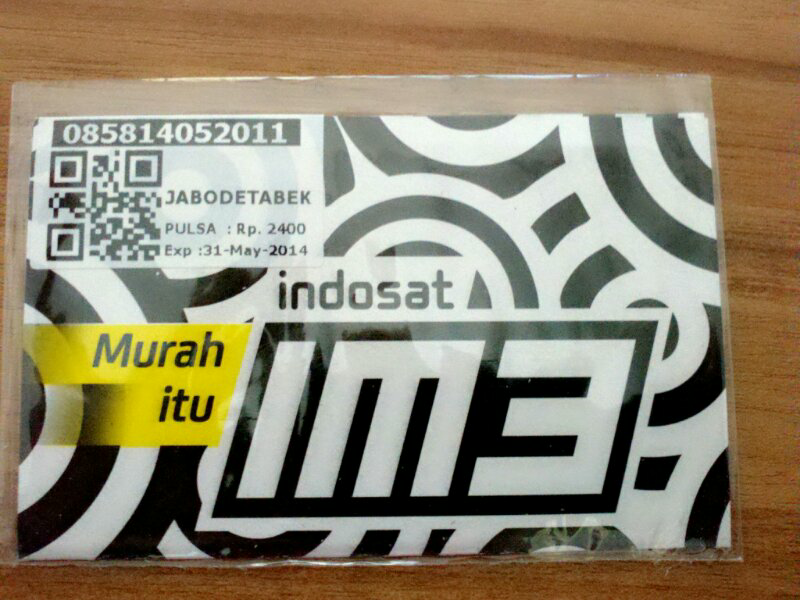 085814052011
JABODETABEK
PULSA : Rp. 2400
Exp :31-May-2014
indosat
Murah
itu
IM3